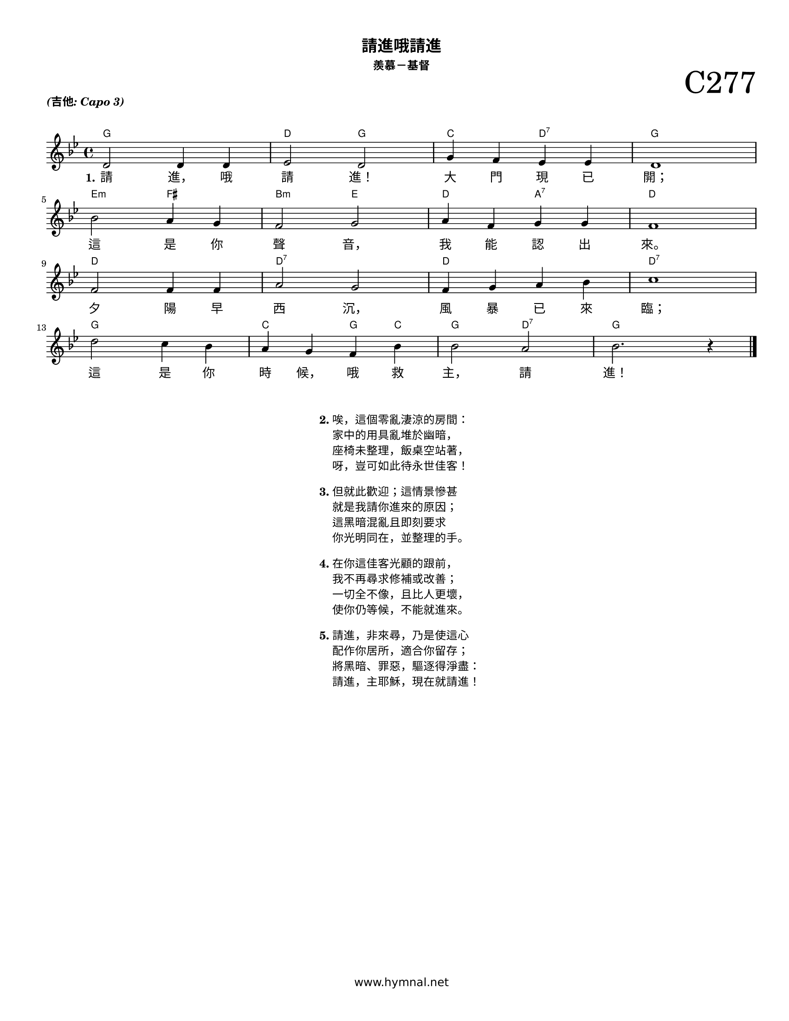 請進哦請進
羨慕－基督
C277
(吉他: Capo 3)
G D G C D7 G
1. 請 進， 哦 請 進！ 大 門 現 已 開；
5 Em F# Bm E D A7 D
這 是 你 聲 音， 我 能 認 出 來。
9 D D7 D D7
夕 陽 早 西 沉， 風 暴 已 來 臨；
13 G C G C G D7 G
這 是 你 時 候， 哦 救 主， 請 進！
2. 唉，這個零亂淒涼的房間：
家中的用具亂堆於幽暗，
座椅未整理，飯桌空站著，
呀，豈可如此待永世佳客！
3. 但就此歡迎；這情景慘甚
就是我請你進來的原因；
這黑暗混亂且即刻要求
你光明同在，並整理的手。
4. 在你這佳客光顧的跟前，
我不再尋求修補或改善；
一切全不像，且比人更壞，
使你仍等候，不能就進來。
5. 請進，非來尋，乃是使這心
配作你居所，適合你留存；
將黑暗、罪惡，驅逐得淨盡：
請進，主耶穌，現在就請進！
www.hymnal.net